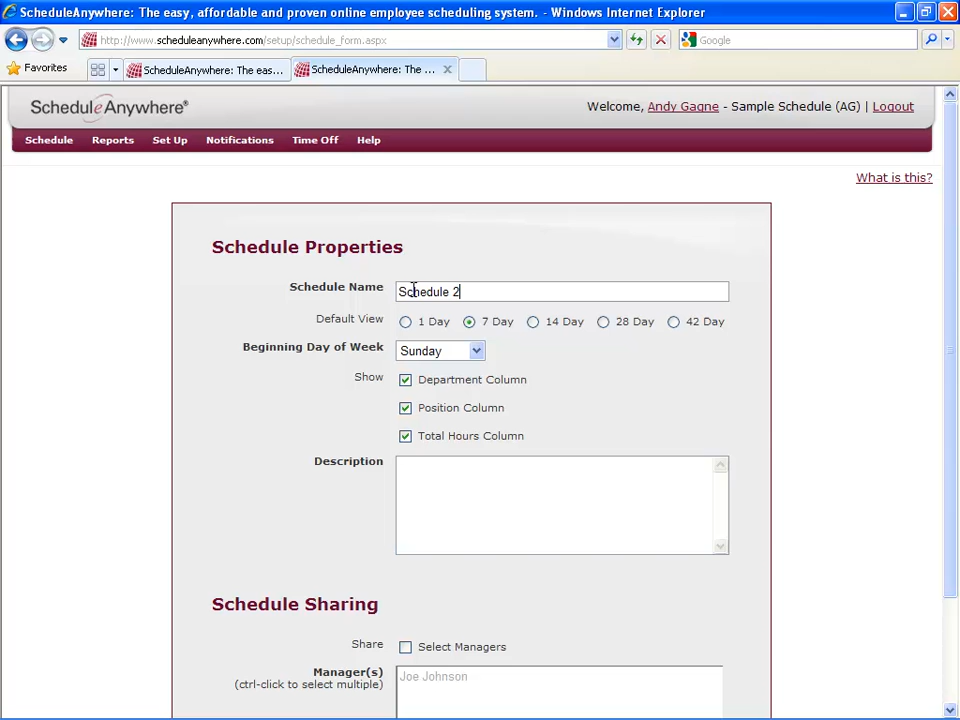 ScheduleAnywhere: The easy, affordable and proven online employee scheduling system. - Windows Internet Explorer
http://www.scheduleanywhere.com/setup/schedule_form.aspx
Google
Favorites
ScheduleAnywhere: The eas...
ScheduleAnywhere: The ...
ScheduleAnywhere®
Welcome, Andy Gagne - Sample Schedule (AG) | Logout
Schedule Reports Set Up Notifications Time Off Help
What is this?
Schedule Properties
Schedule Name
Schedule 2
Default View
1 Day 7 Day 14 Day 28 Day 42 Day
Beginning Day of Week
Sunday
Show
Department Column
Position Column
Total Hours Column
Description
Schedule Sharing
Share
Select Managers
Manager(s)
(ctrl-click to select multiple)
Joe Johnson